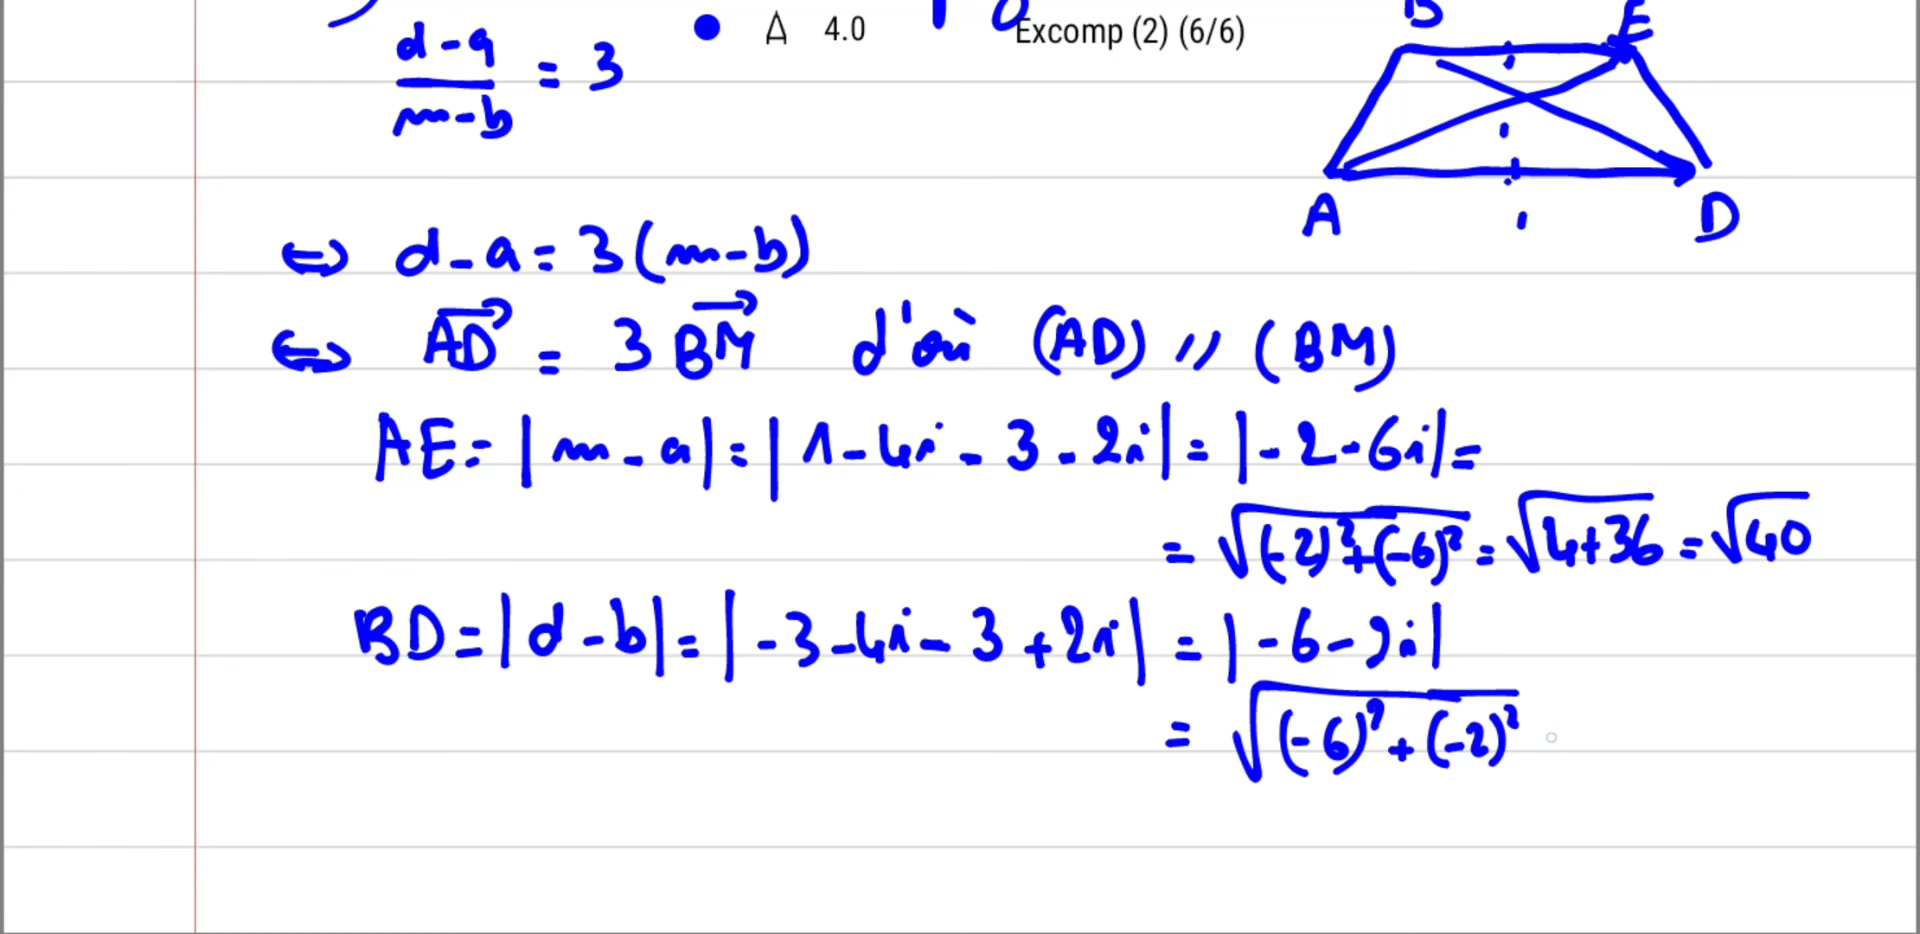 4.0 Excomp (2) (6/6)
B E
d-a / m-b = 3
A D
⇔ d-a = 3(m-b)
⇔ AD = 3 BM d'où (AD) // (BM)
AE = |m-a| = |1-4i-3-2i| = |-2-6i| =
= √(-2)²+(-6)² = √4+36 = √40
BD = |d-b| = |-3-4i-3+2i| = |-6-2i|
= √(-6)²+(-2)²